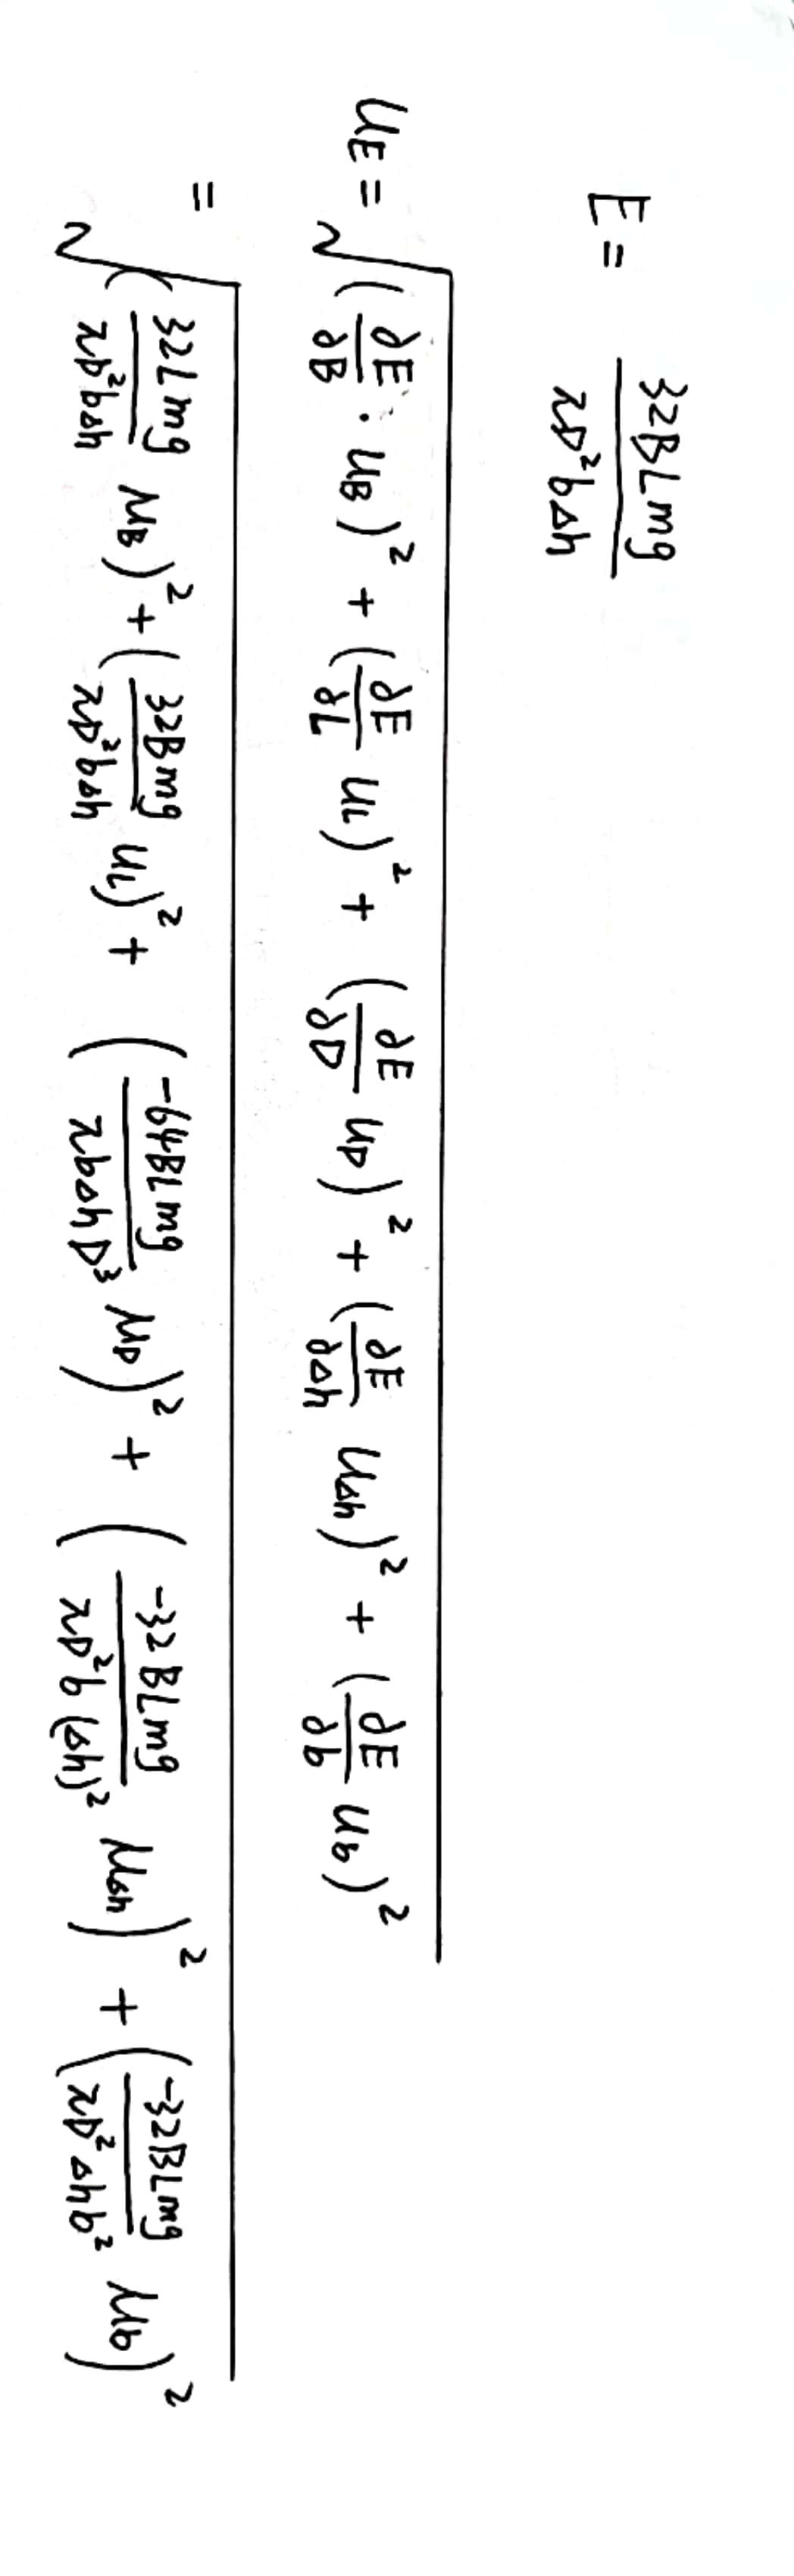 E = 32BLmg / πD²bΔh
u_E = √( (∂E/∂B · u_B)² + (∂E/∂L u_L)² + (∂E/∂D u_D)² + (∂E/∂Δh u_Δh)² + (∂E/∂b u_b)² )
= √( (32Lmg/πD²bΔh u_B)² + (32Bmg/πD²bΔh u_L)² + (-64BLmg/πbΔhD³ u_D)² + (-32BLmg/πD²b(Δh)² u_Δh)² + (-32BLmg/πD²Δhb² u_b)² )